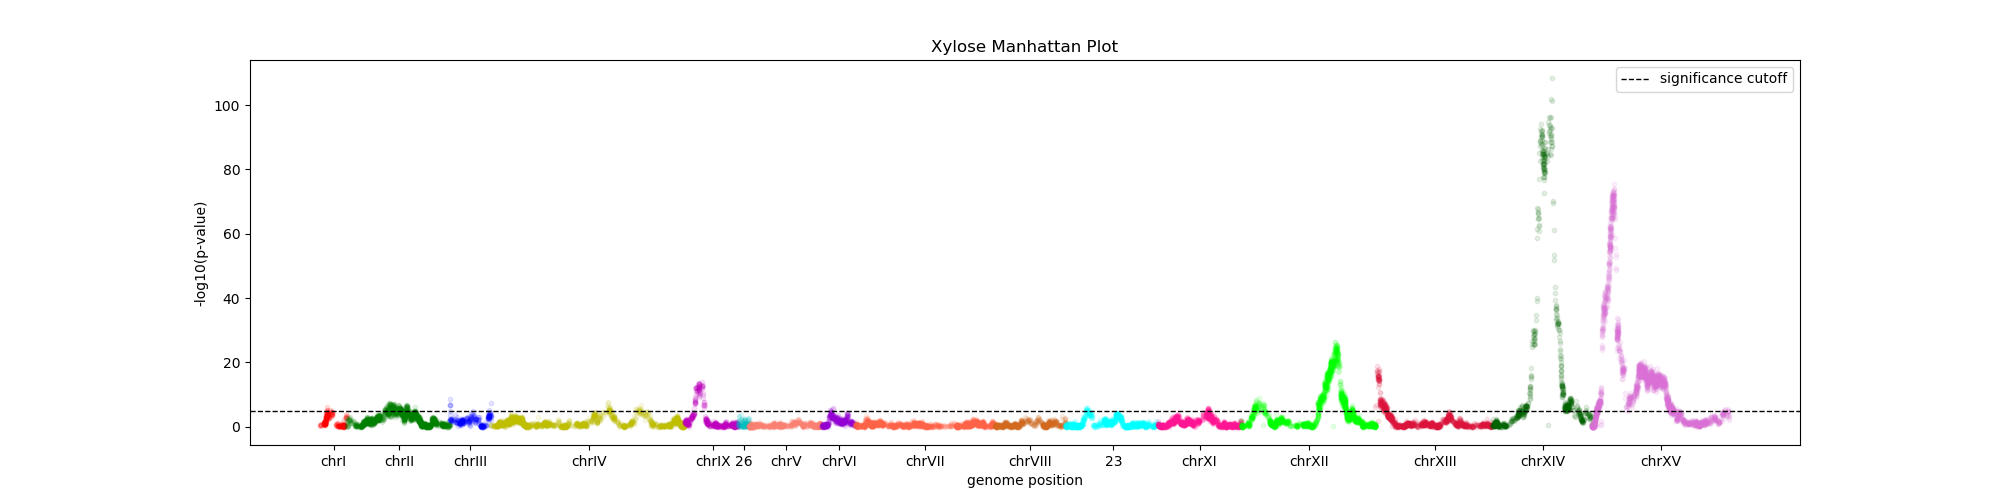 Xylose Manhattan Plot
significance cutoff
-log10(p-value)
100
80
60
40
20
0
chrI chrII chrIII chrIV chrIX 26 chrV chrVI chrVII chrVIII 23 chrXI chrXII chrXIII chrXIV chrXV
genome position